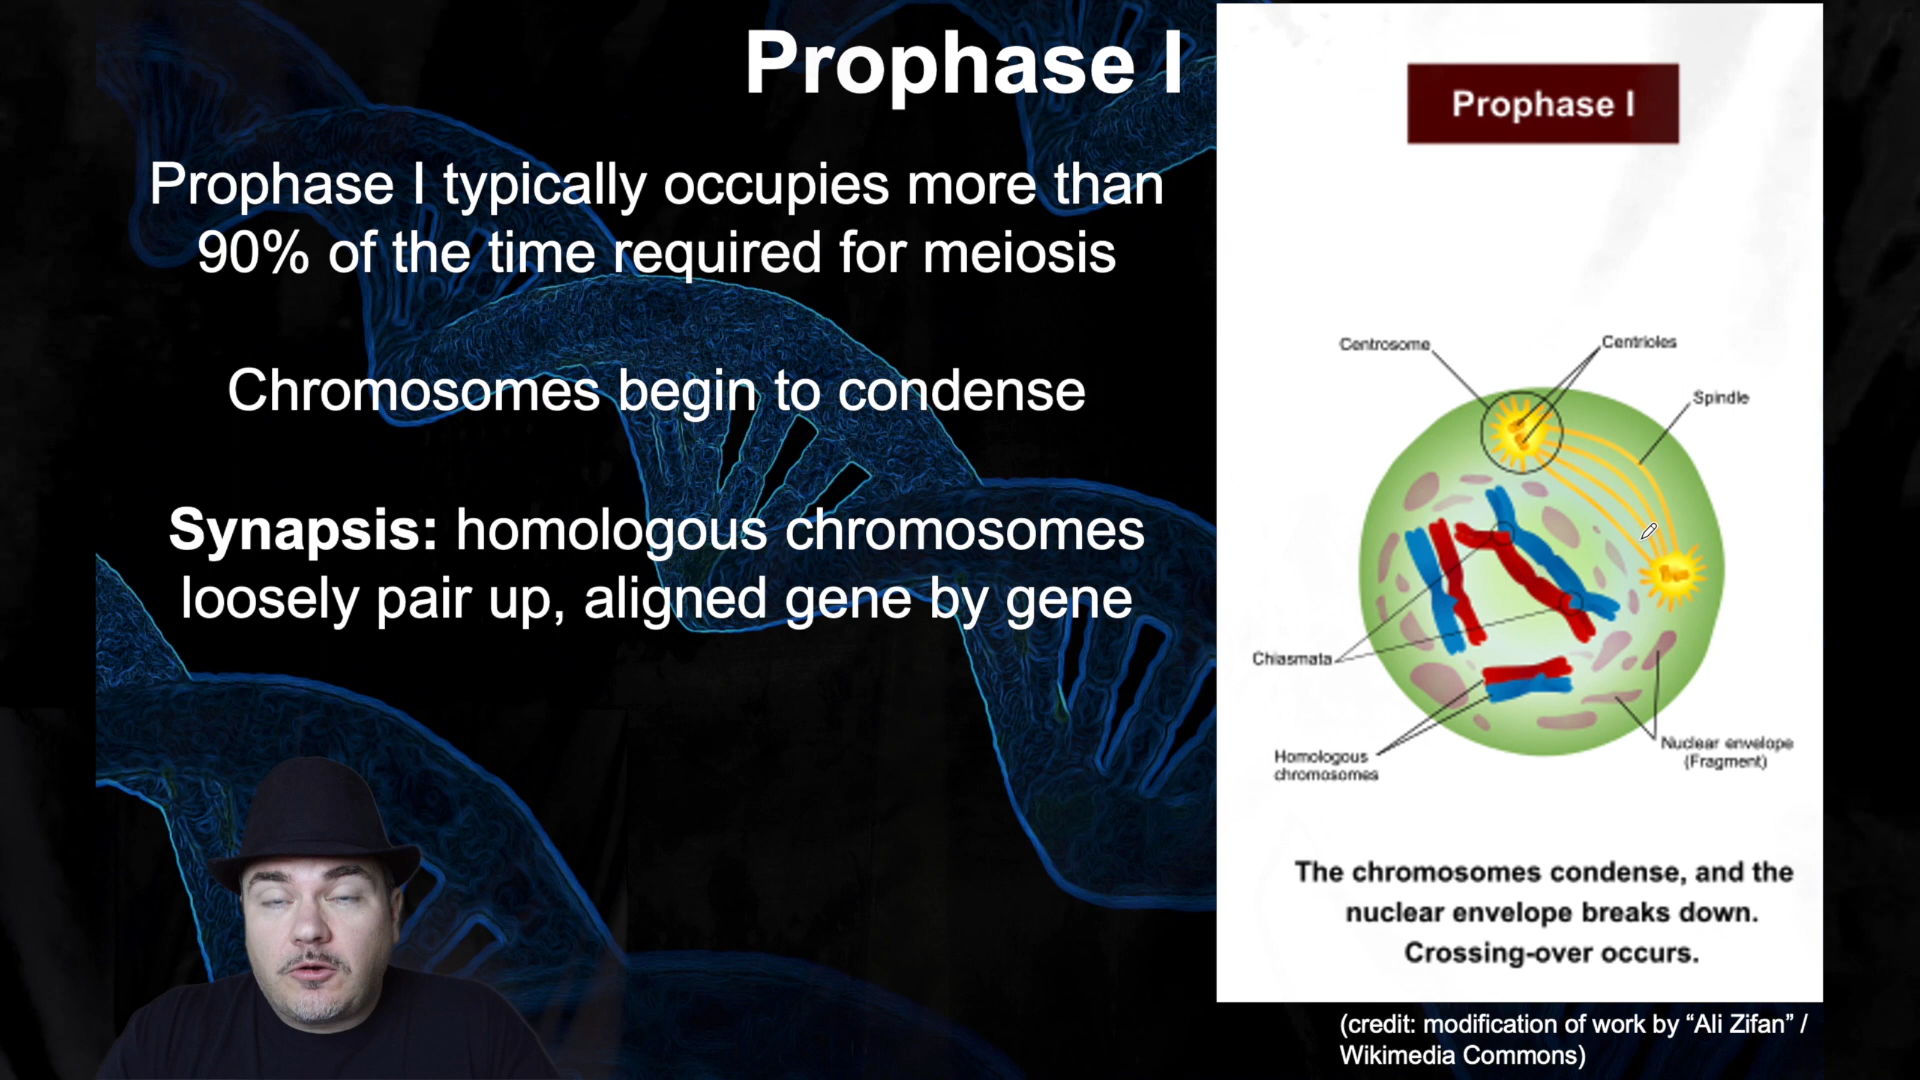 Prophase I
Prophase I typically occupies more than
90% of the time required for meiosis
Chromosomes begin to condense
Synapsis: homologous chromosomes
loosely pair up, aligned gene by gene
Prophase I
Centrosome
Centrioles
Spindle
Chiasmata
Homologous
chromosomes
Nuclear envelope
(Fragment)
The chromosomes condense, and the
nuclear envelope breaks down.
Crossing-over occurs.
(credit: modification of work by “Ali Zifan” /
Wikimedia Commons)